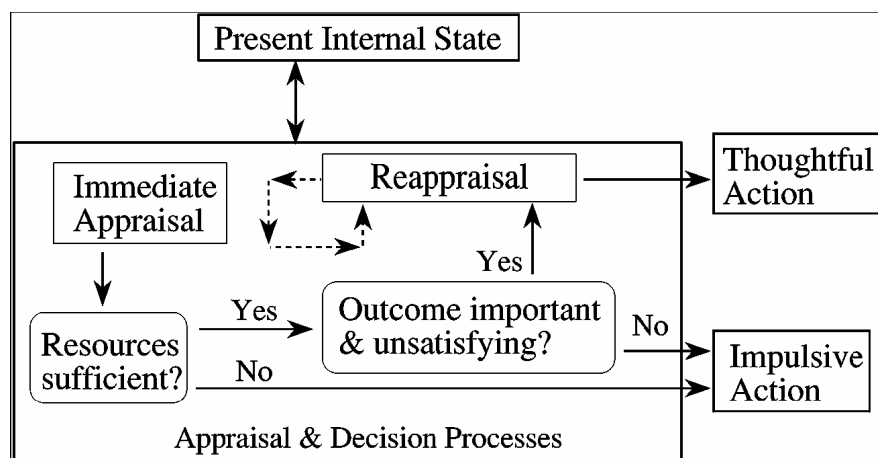 Present Internal State
Immediate
Appraisal
Reappraisal
Thoughtful
Action
Yes
Resources
sufficient?
Yes
Outcome important
& unsatisfying?
No
No
Impulsive
Action
Appraisal & Decision Processes